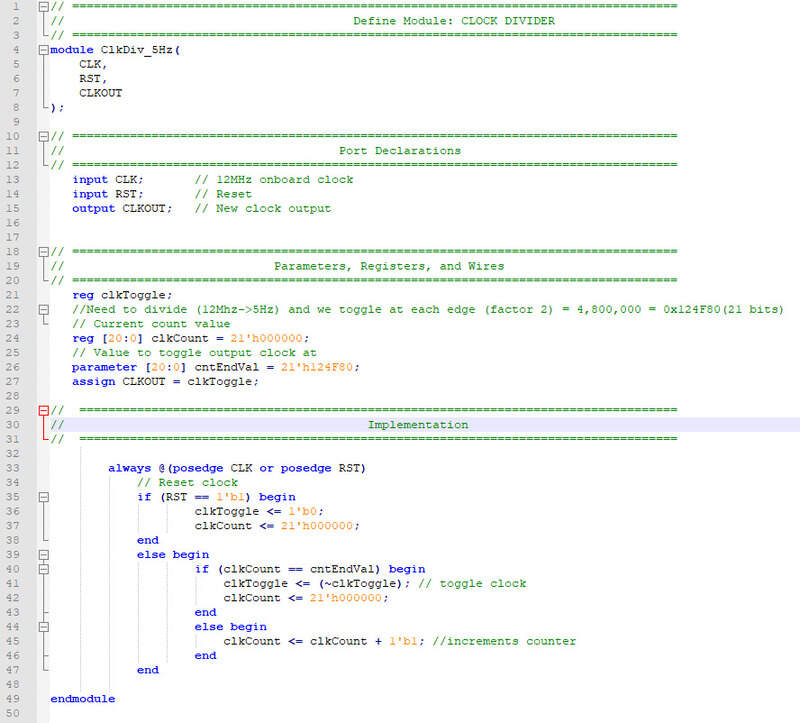 1 // ====================================================================================
2 // Define Module: CLOCK DIVIDER
3 // ====================================================================================
4 module ClkDiv_5Hz(
5 CLK,
6 RST,
7 CLKOUT
8 );
9
10 // ====================================================================================
11 // Port Declarations
12 // ====================================================================================
13 input CLK; // 12MHz onboard clock
14 input RST; // Reset
15 output CLKOUT; // New clock output
16
17
18 // ====================================================================================
19 // Parameters, Registers, and Wires
20 // ====================================================================================
21 reg clkToggle;
22 //Need to divide (12Mhz->5Hz) and we toggle at each edge (factor 2) = 4,800,000 = 0x124F80(21 bits)
23 // Current count value
24 reg [20:0] clkCount = 21'h000000;
25 // Value to toggle output clock at
26 parameter [20:0] cntEndVal = 21'h124F80;
27 assign CLKOUT = clkToggle;
28
29 // ===================================================================================
30 // Implementation
31 // ===================================================================================
32
33 always @(posedge CLK or posedge RST)
34 // Reset clock
35 if (RST == 1'b1) begin
36 clkToggle <= 1'b0;
37 clkCount <= 21'h000000;
38 end
39 else begin
40 if (clkCount == cntEndVal) begin
41 clkToggle <= (~clkToggle); // toggle clock
42 clkCount <= 21'h000000;
43 end
44 else begin
45 clkCount <= clkCount + 1'b1; //increments counter
46 end
47 end
48
49 endmodule
50